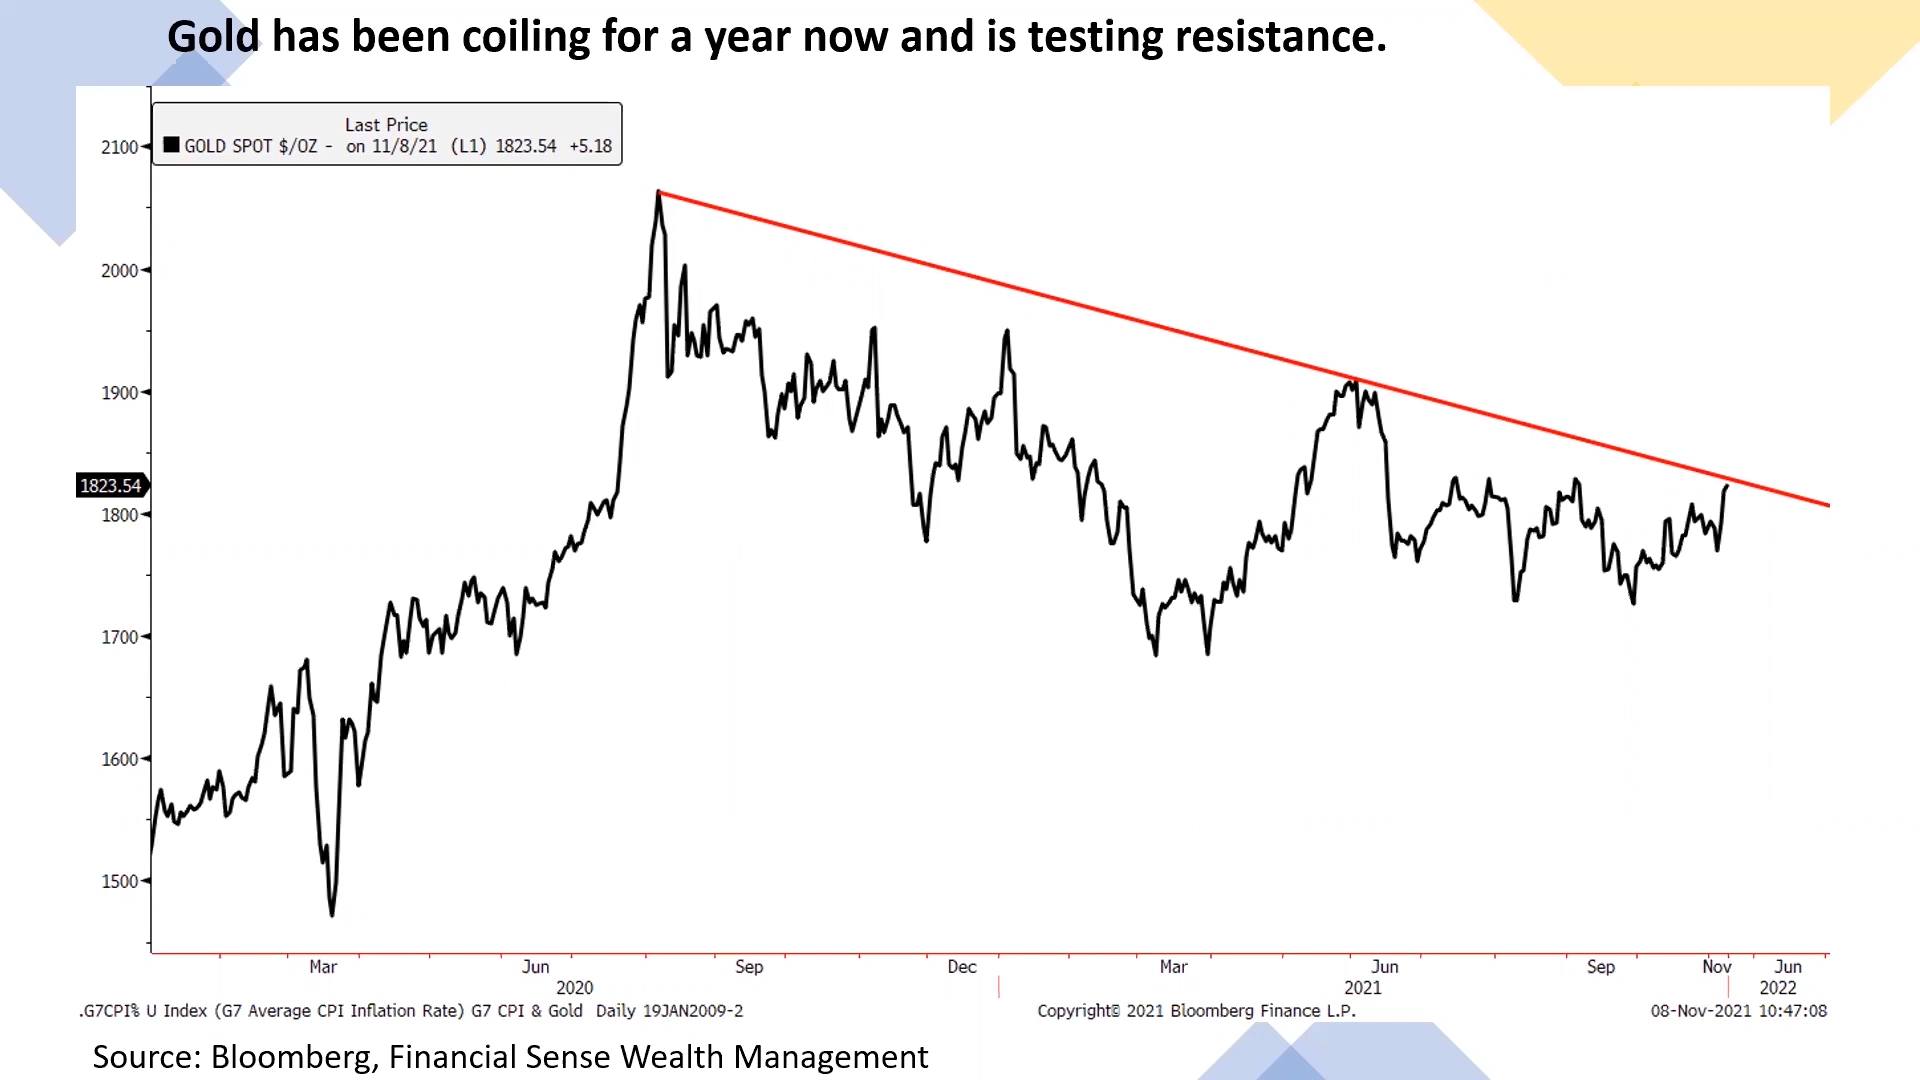 Gold has been coiling for a year now and is testing resistance.
Last Price
GOLD SPOT $/OZ - on 11/8/21 (L1) 1823.54 +5.18
2100
2000
1900
1823.54
1800
1700
1600
1500
Mar Jun Sep Dec Mar Jun Sep Nov Jun
2020 2021 2022
.G7CPI% U Index (G7 Average CPI Inflation Rate) G7 CPI & Gold Daily 19JAN2009-2 Copyright© 2021 Bloomberg Finance L.P. 08-Nov-2021 10:47:08
Source: Bloomberg, Financial Sense Wealth Management